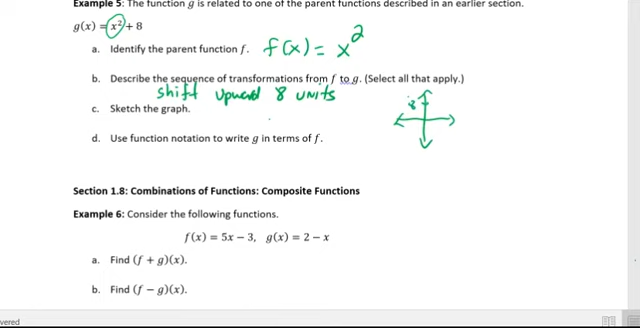 Example 5: The function g is related to one of the parent functions described in an earlier section.
g(x) = x² + 8
a. Identify the parent function f. f(x) = x²
b. Describe the sequence of transformations from f to g. (Select all that apply.)
shift upward 8 units
c. Sketch the graph.
8
d. Use function notation to write g in terms of f.
Section 1.8: Combinations of Functions: Composite Functions
Example 6: Consider the following functions.
f(x) = 5x − 3, g(x) = 2 − x
a. Find (f + g)(x).
b. Find (f − g)(x).
vered